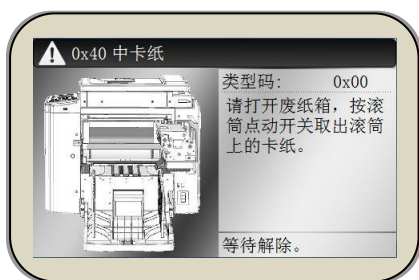 0x40 中卡纸
类型码: 0x00
请打开废纸箱，按滚
筒点动开关取出滚筒
上的卡纸。
等待解除。